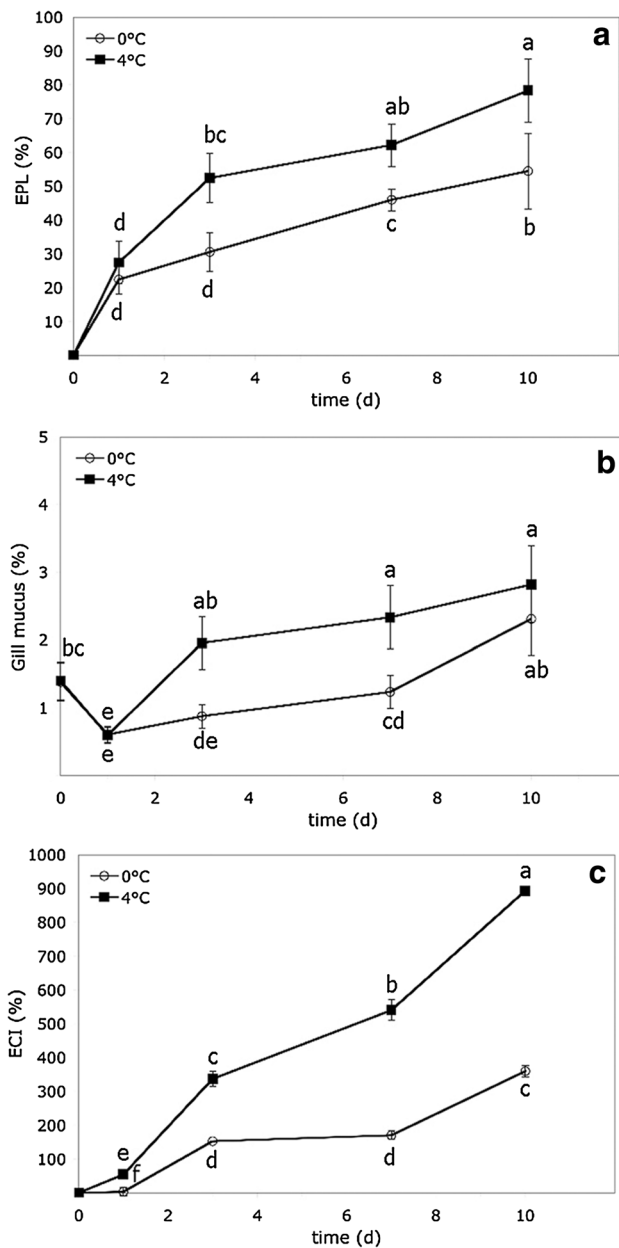 a
0°C
4°C
EPL (%)
100
90
80
70
60
50
40
30
20
10
d
bc
ab
a
d
d
c
b
0 2 4 6 8 10
time (d)
b
0°C
4°C
Gill mucus (%)
5
4
3
2
1
bc
e
ab
a
a
e
de
cd
ab
0 2 4 6 8 10
time (d)
c
0°C
4°C
ECI (%)
1000
900
800
700
600
500
400
300
200
100
e
c
b
a
f
d
d
c
0 2 4 6 8 10
time (d)